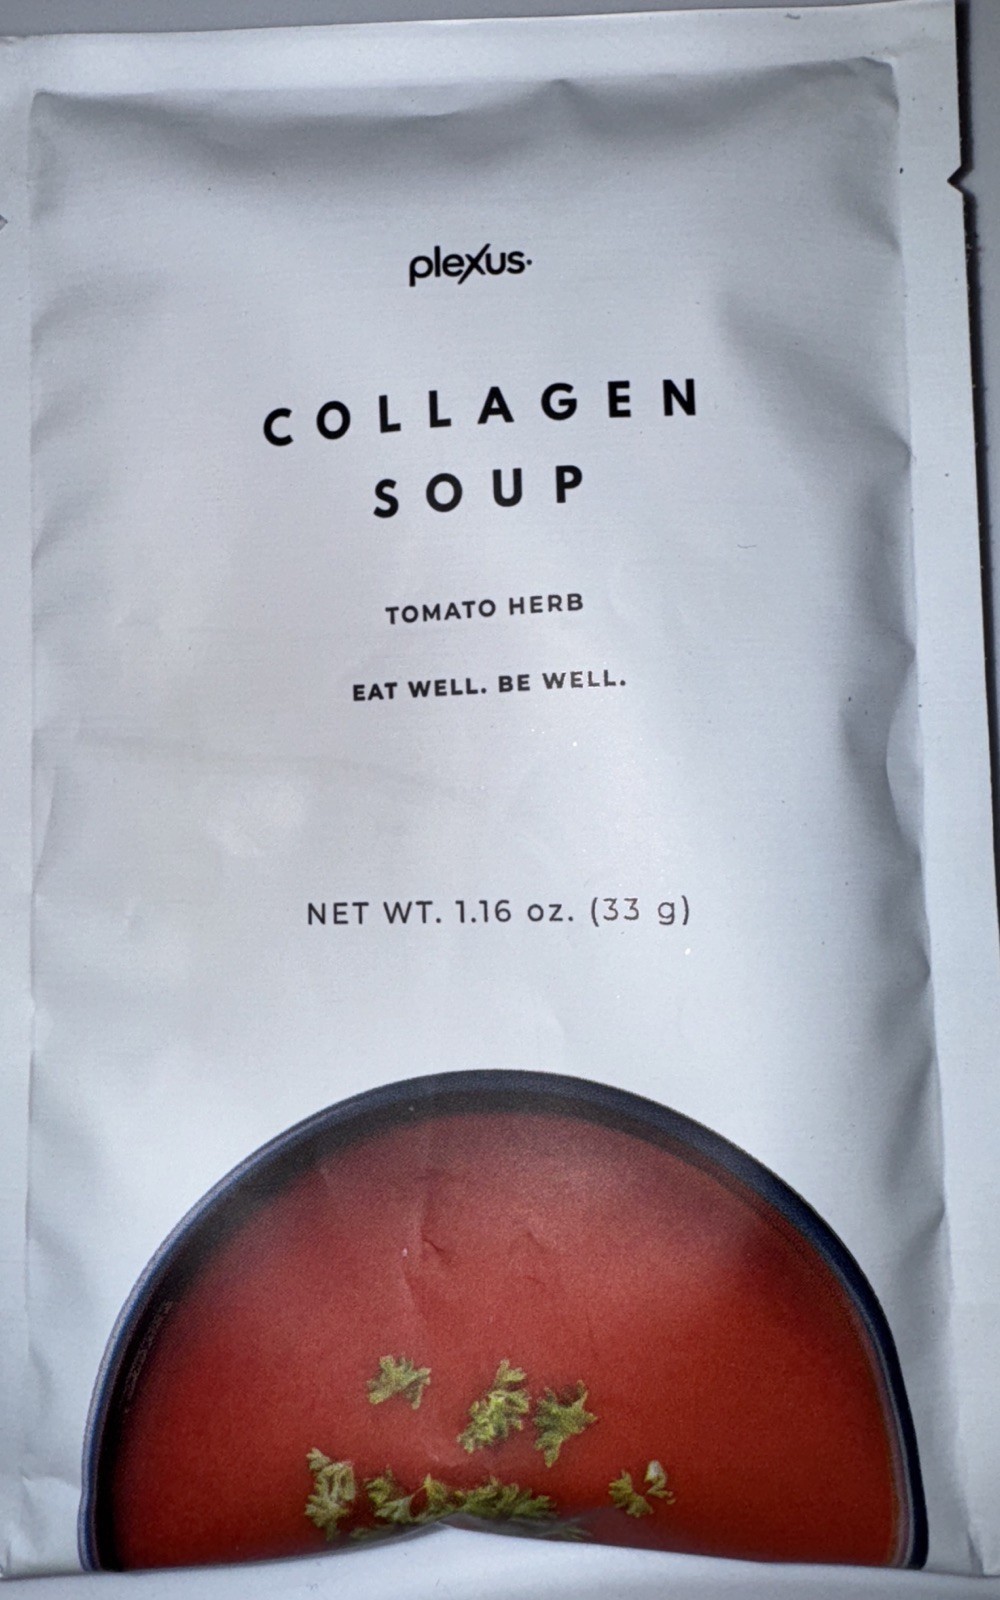 plexus
COLLAGEN
SOUP
TOMATO HERB
EAT WELL. BE WELL.
NET WT. 1.16 oz. (33 g)